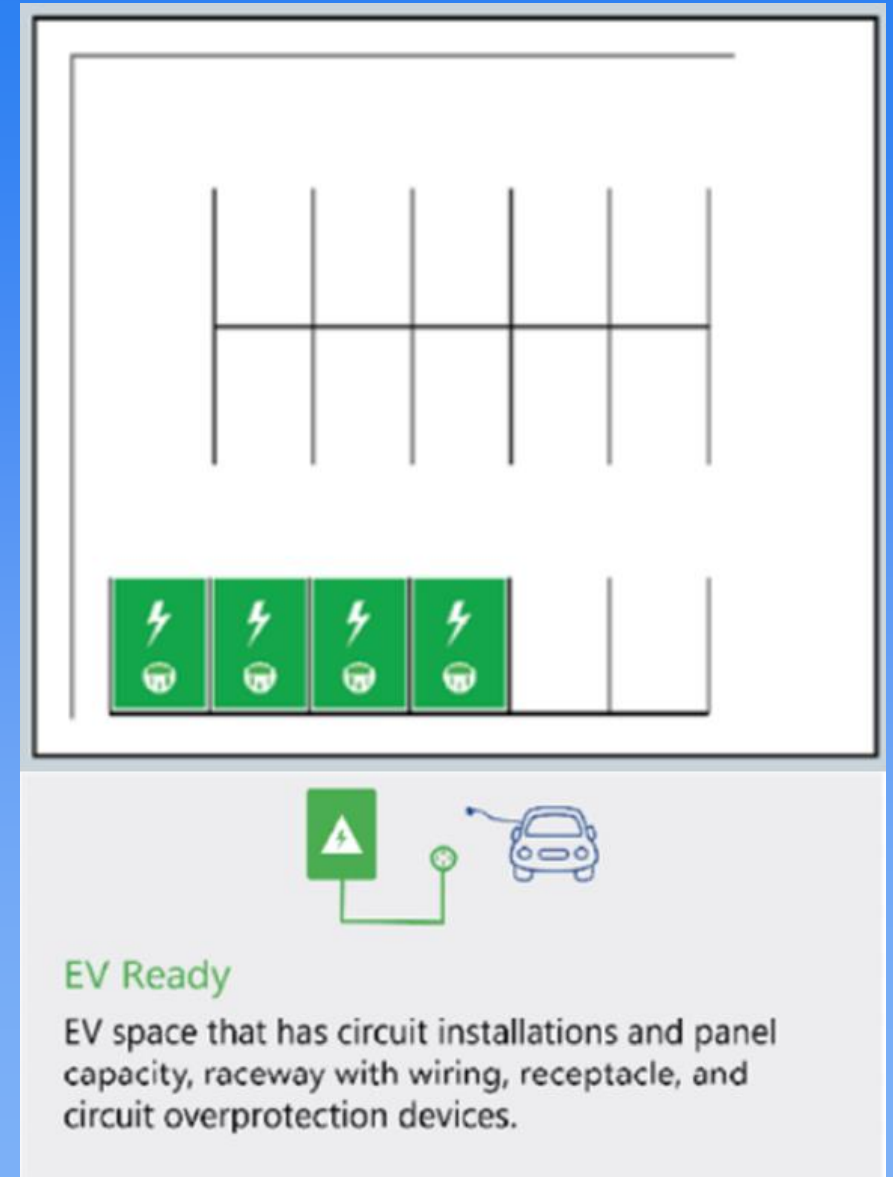 EV Ready
EV space that has circuit installations and panel
capacity, raceway with wiring, receptacle, and
circuit overprotection devices.